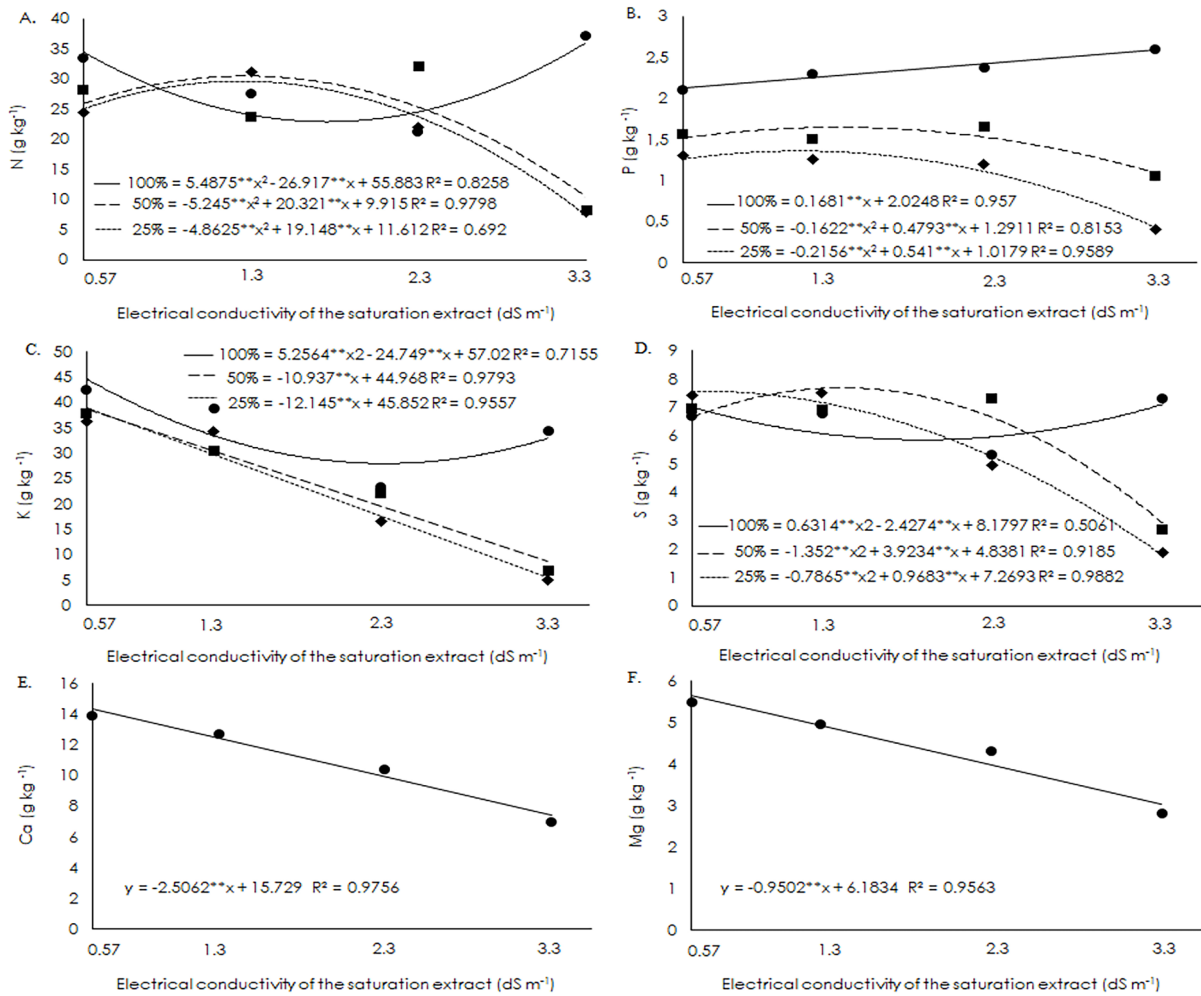 A.
40
35
30
25
20
15
10
5
0
N (g kg⁻¹)
100% = 5.4875**x² - 26.917**x + 55.883 R² = 0.8258
50% = -5.245**x² + 20.321**x + 9.915 R² = 0.9798
25% = -4.8625**x² + 19.148**x + 11.612 R² = 0.692
0.57 1.3 2.3 3.3
Electrical conductivity of the saturation extract (dS m⁻¹)
B.
3
2,5
2
1,5
1
0,5
0
P (g kg⁻¹)
100% = 0.1681**x + 2.0248 R² = 0.957
50% = -0.1622**x² + 0.4793**x + 1.2911 R² = 0.8153
25% = -0.2156**x² + 0.541**x + 1.0179 R² = 0.9589
0.57 1.3 2.3 3.3
Electrical conductivity of the saturation extract (dS m⁻¹)
C.
50
45
40
35
30
25
20
15
10
5
0
K (g kg⁻¹)
100% = 5.2564**x2 - 24.749**x + 57.02 R² = 0.7155
50% = -10.937**x + 44.968 R² = 0.9793
25% = -12.145**x + 45.852 R² = 0.9557
0.57 1.3 2.3 3.3
Electrical conductivity of the saturation extract (dS m⁻¹)
D.
9
8
7
6
5
4
3
2
1
0
S (g kg⁻¹)
100% = 0.6314**x2 - 2.4274**x + 8.1797 R² = 0.5061
50% = -1.352**x2 + 3.9234**x + 4.8381 R² = 0.9185
25% = -0.7865**x2 + 0.9683**x + 7.2693 R² = 0.9882
0.57 1.3 2.3 3.3
Electrical conductivity of the saturation extract (dS m⁻¹)
E.
16
14
12
10
8
6
4
2
0
Ca (g kg⁻¹)
y = -2.5062**x + 15.729 R² = 0.9756
0.57 1.3 2.3 3.3
Electrical conductivity of the saturation extract (dS m⁻¹)
F.
6
5
4
3
2
1
0
Mg (g kg⁻¹)
y = -0.9502**x + 6.1834 R² = 0.9563
0.57 1.3 2.3 3.3
Electrical conductivity of the saturation extract (dS m⁻¹)